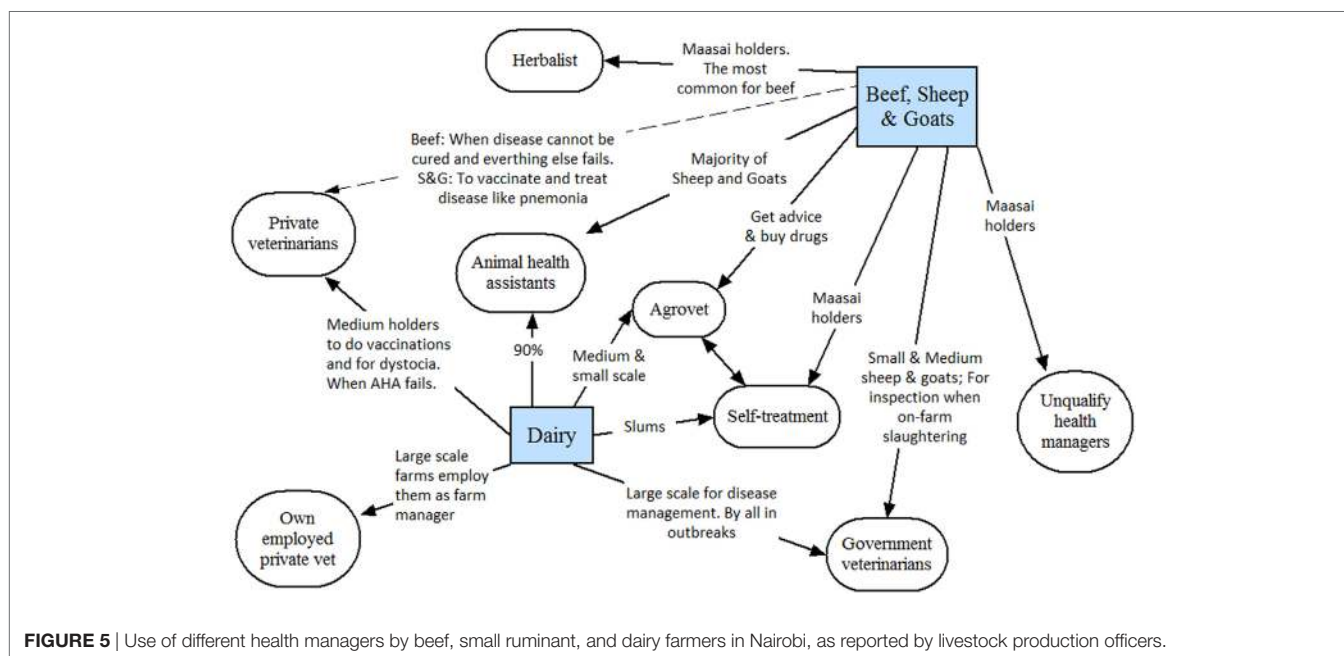 Herbalist
Maasai holders.
The most
common for beef
Beef, Sheep
& Goats
Beef: When disease cannot be
cured and everthing else fails.
S&G: To vaccinate and treat
disease like pnemonia
Majority of
Sheep and Goats
Private
veterinarians
Animal health
assistants
Get advice
& buy drugs
Maasai
holders
Agrovet
Maasai
holders
Medium holders
to do vaccinations
and for dystocia.
When AHA fails.
90%
Medium &
small scale
Small & Medium
sheep & goats; For
inspection when
on-farm
slaughtering
Unqualify
health
managers
Dairy
Slums
Self-treatment
Large scale
farms employ
them as farm
manager
Large scale for disease
management. By all in
outbreaks
Own
employed
private vet
Government
veterinarians
FIGURE 5 | Use of different health managers by beef, small ruminant, and dairy farmers in Nairobi, as reported by livestock production officers.